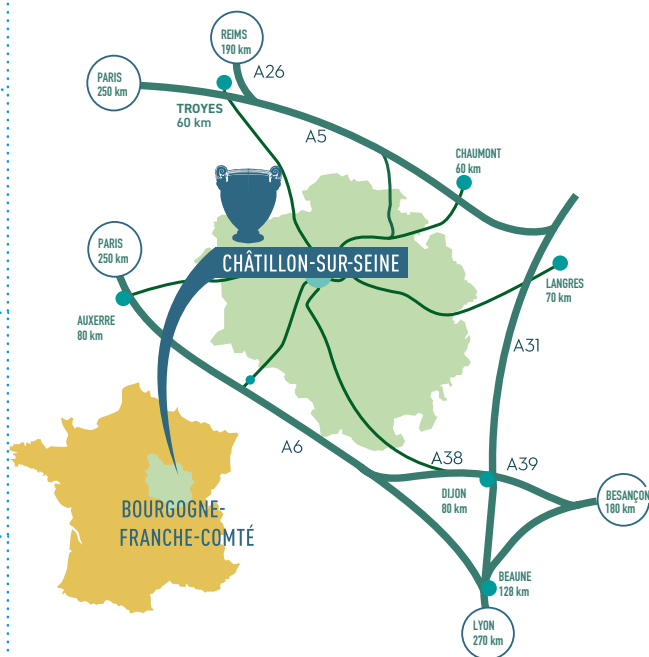 REIMS
190 km
A26
PARIS
250 km
TROYES
60 km
A5
CHAUMONT
60 km
PARIS
250 km
CHÂTILLON-SUR-SEINE
LANGRES
70 km
AUXERRE
80 km
A31
A6
A38
A39
DIJON
80 km
BESANÇON
180 km
BOURGOGNE-
FRANCHE-COMTÉ
BEAUNE
128 km
LYON
270 km